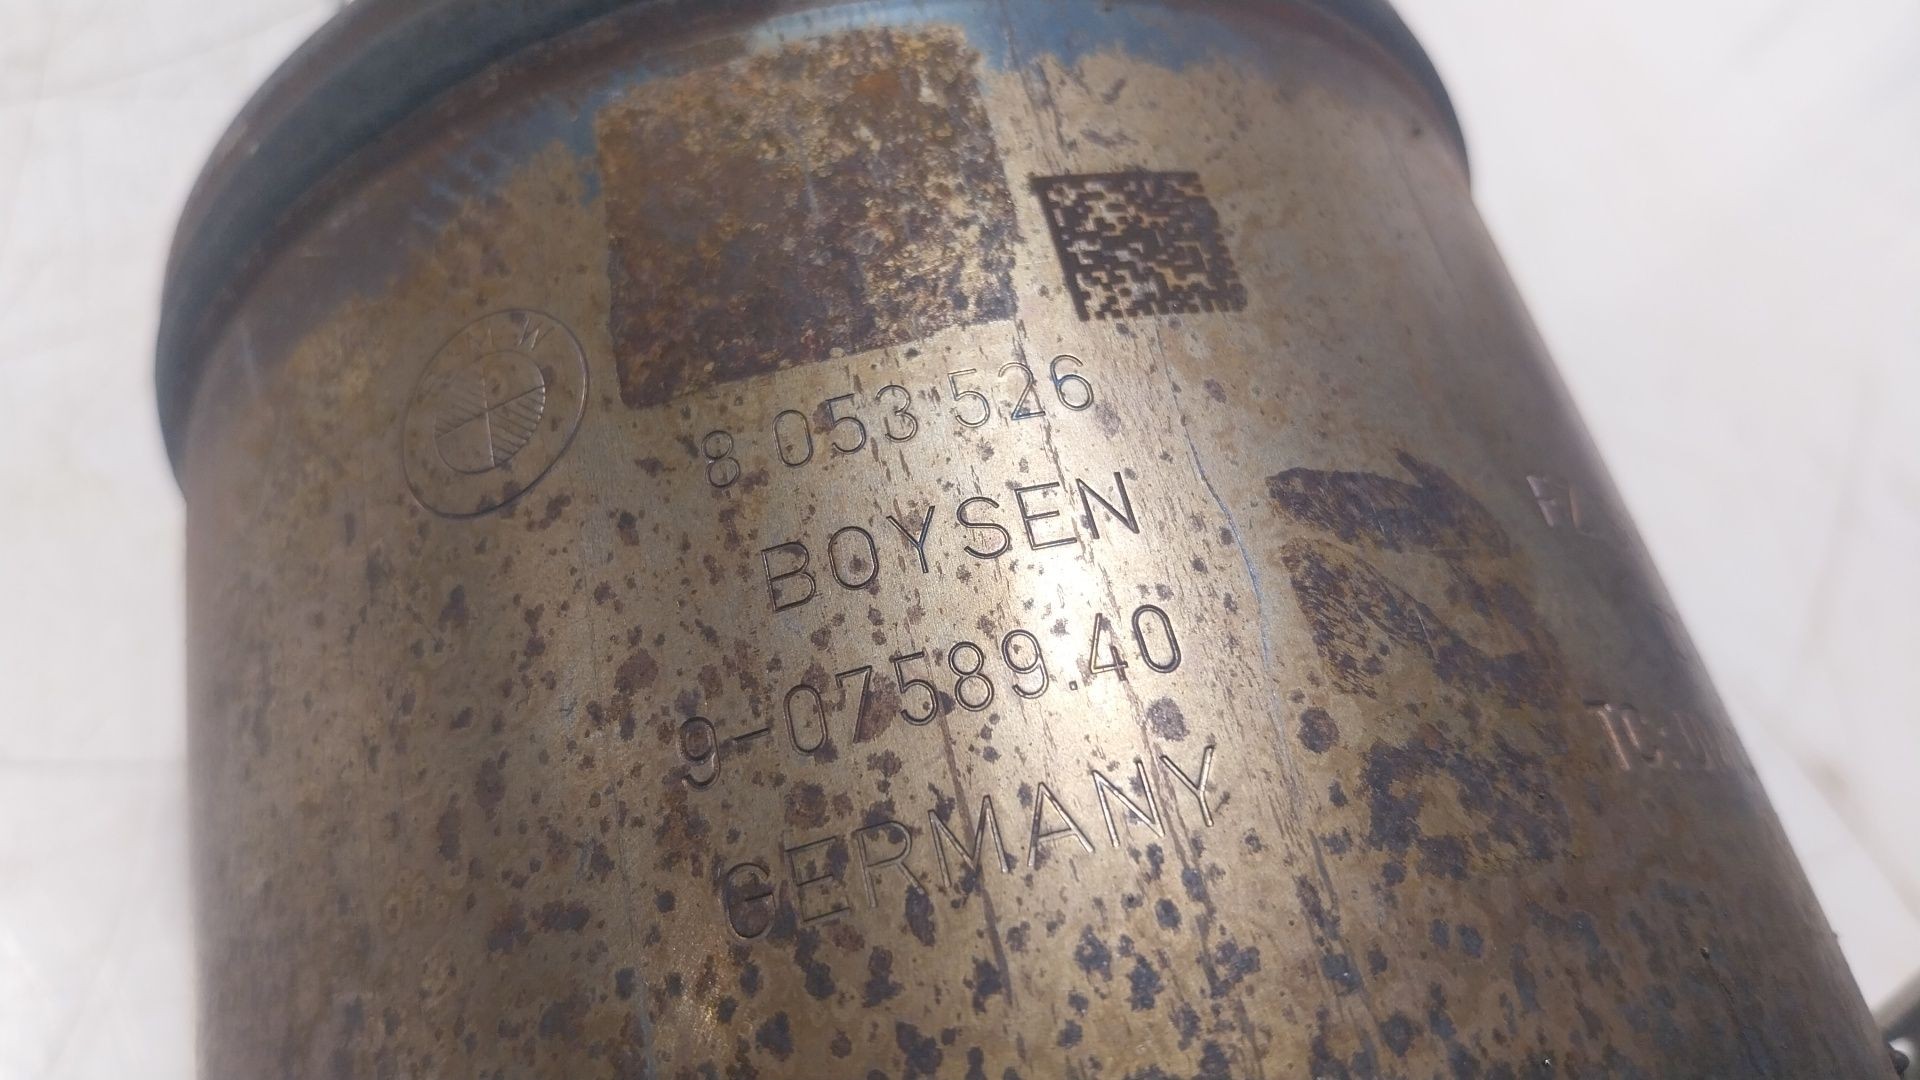 8 053 526
BOYSEN
9-07589.40
GERMANY